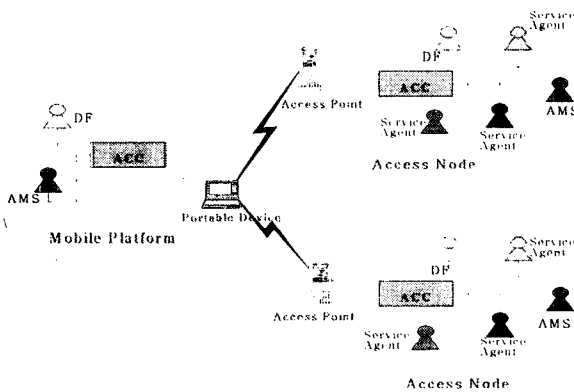 DF
ACC
AMS
Mobile Platform
Portable Device
Access Point
DF
Service
Agent
ACC
Service
Agent
Service
Agent
AMS
Access Node
Access Point
DF
Service
Agent
ACC
Service
Agent
Service
Agent
AMS
Access Node